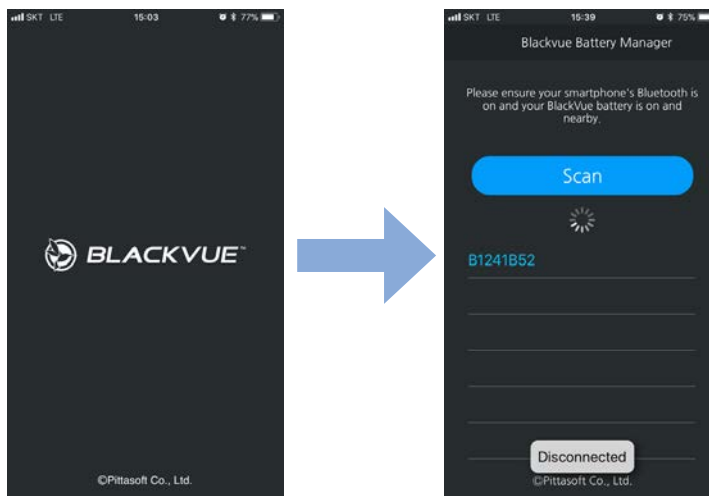 SKT LTE 15:03 77%
BLACKVUE™
©Pittasoft Co., Ltd.
SKT LTE 15:39 75%
Blackvue Battery Manager
Please ensure your smartphone's Bluetooth is
on and your BlackVue battery is on and
nearby.
Scan
B1241B52
Disconnected
©Pittasoft Co., Ltd.